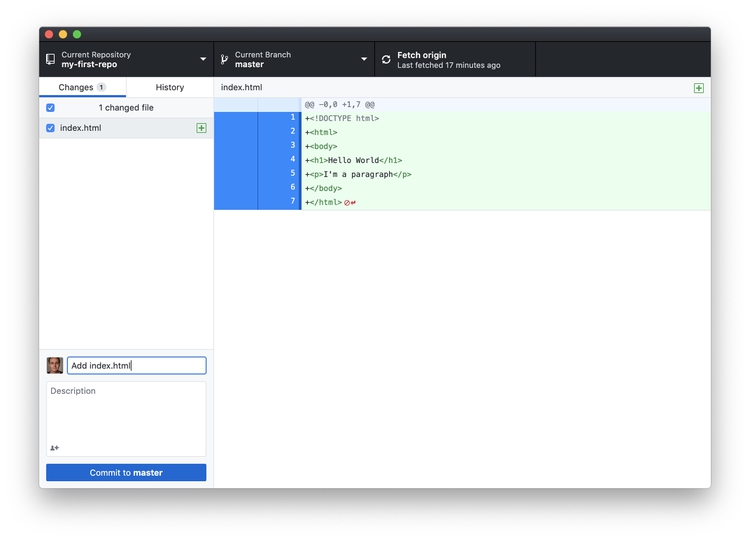 Current Repository
my-first-repo
Current Branch
master
Fetch origin
Last fetched 17 minutes ago
Changes 1
History
index.html
1 changed file
index.html
@@ -0,0 +1,7 @@
1 +<!DOCTYPE html>
2 +<html>
3 +<body>
4 +<h1>Hello World</h1>
5 +<p>I'm a paragraph</p>
6 +</body>
7 +</html>
Add index.html
Description
Commit to master